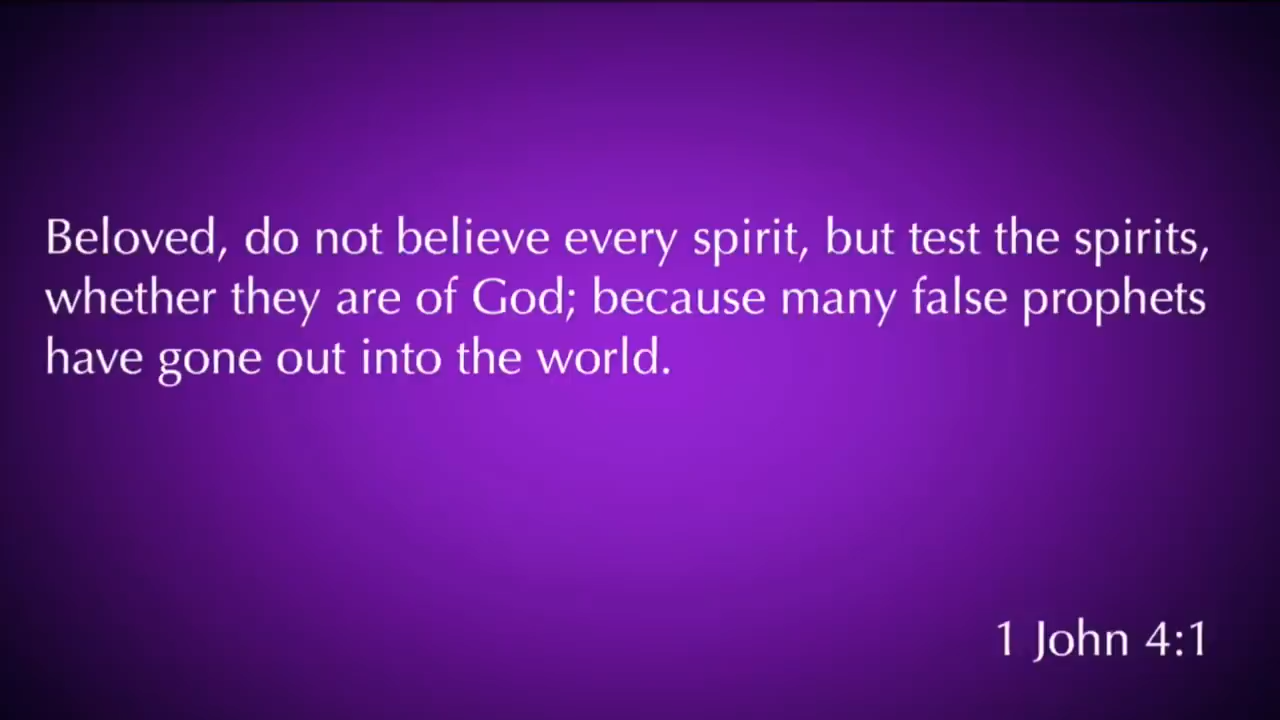 Beloved, do not believe every spirit, but test the spirits,
whether they are of God; because many false prophets
have gone out into the world.
1 John 4:1